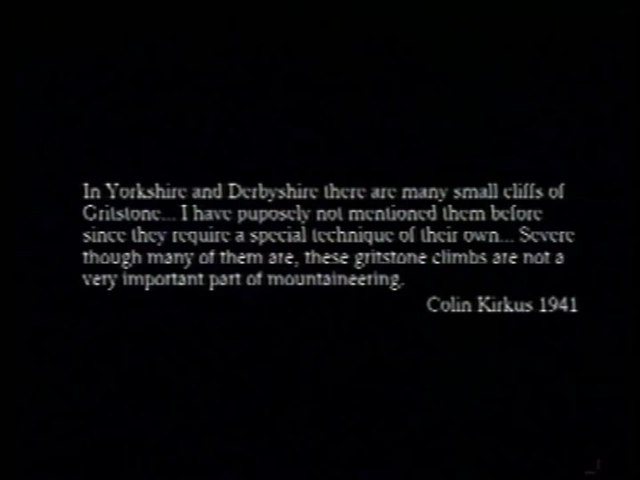 In Yorkshire and Derbyshire there are many small cliffs of
Gritstone... I have puposely not mentioned them before
since they require a special technique of their own... Severe
though many of them are, these gritstone climbs are not a
very important part of mountaineering.
Colin Kirkus 1941